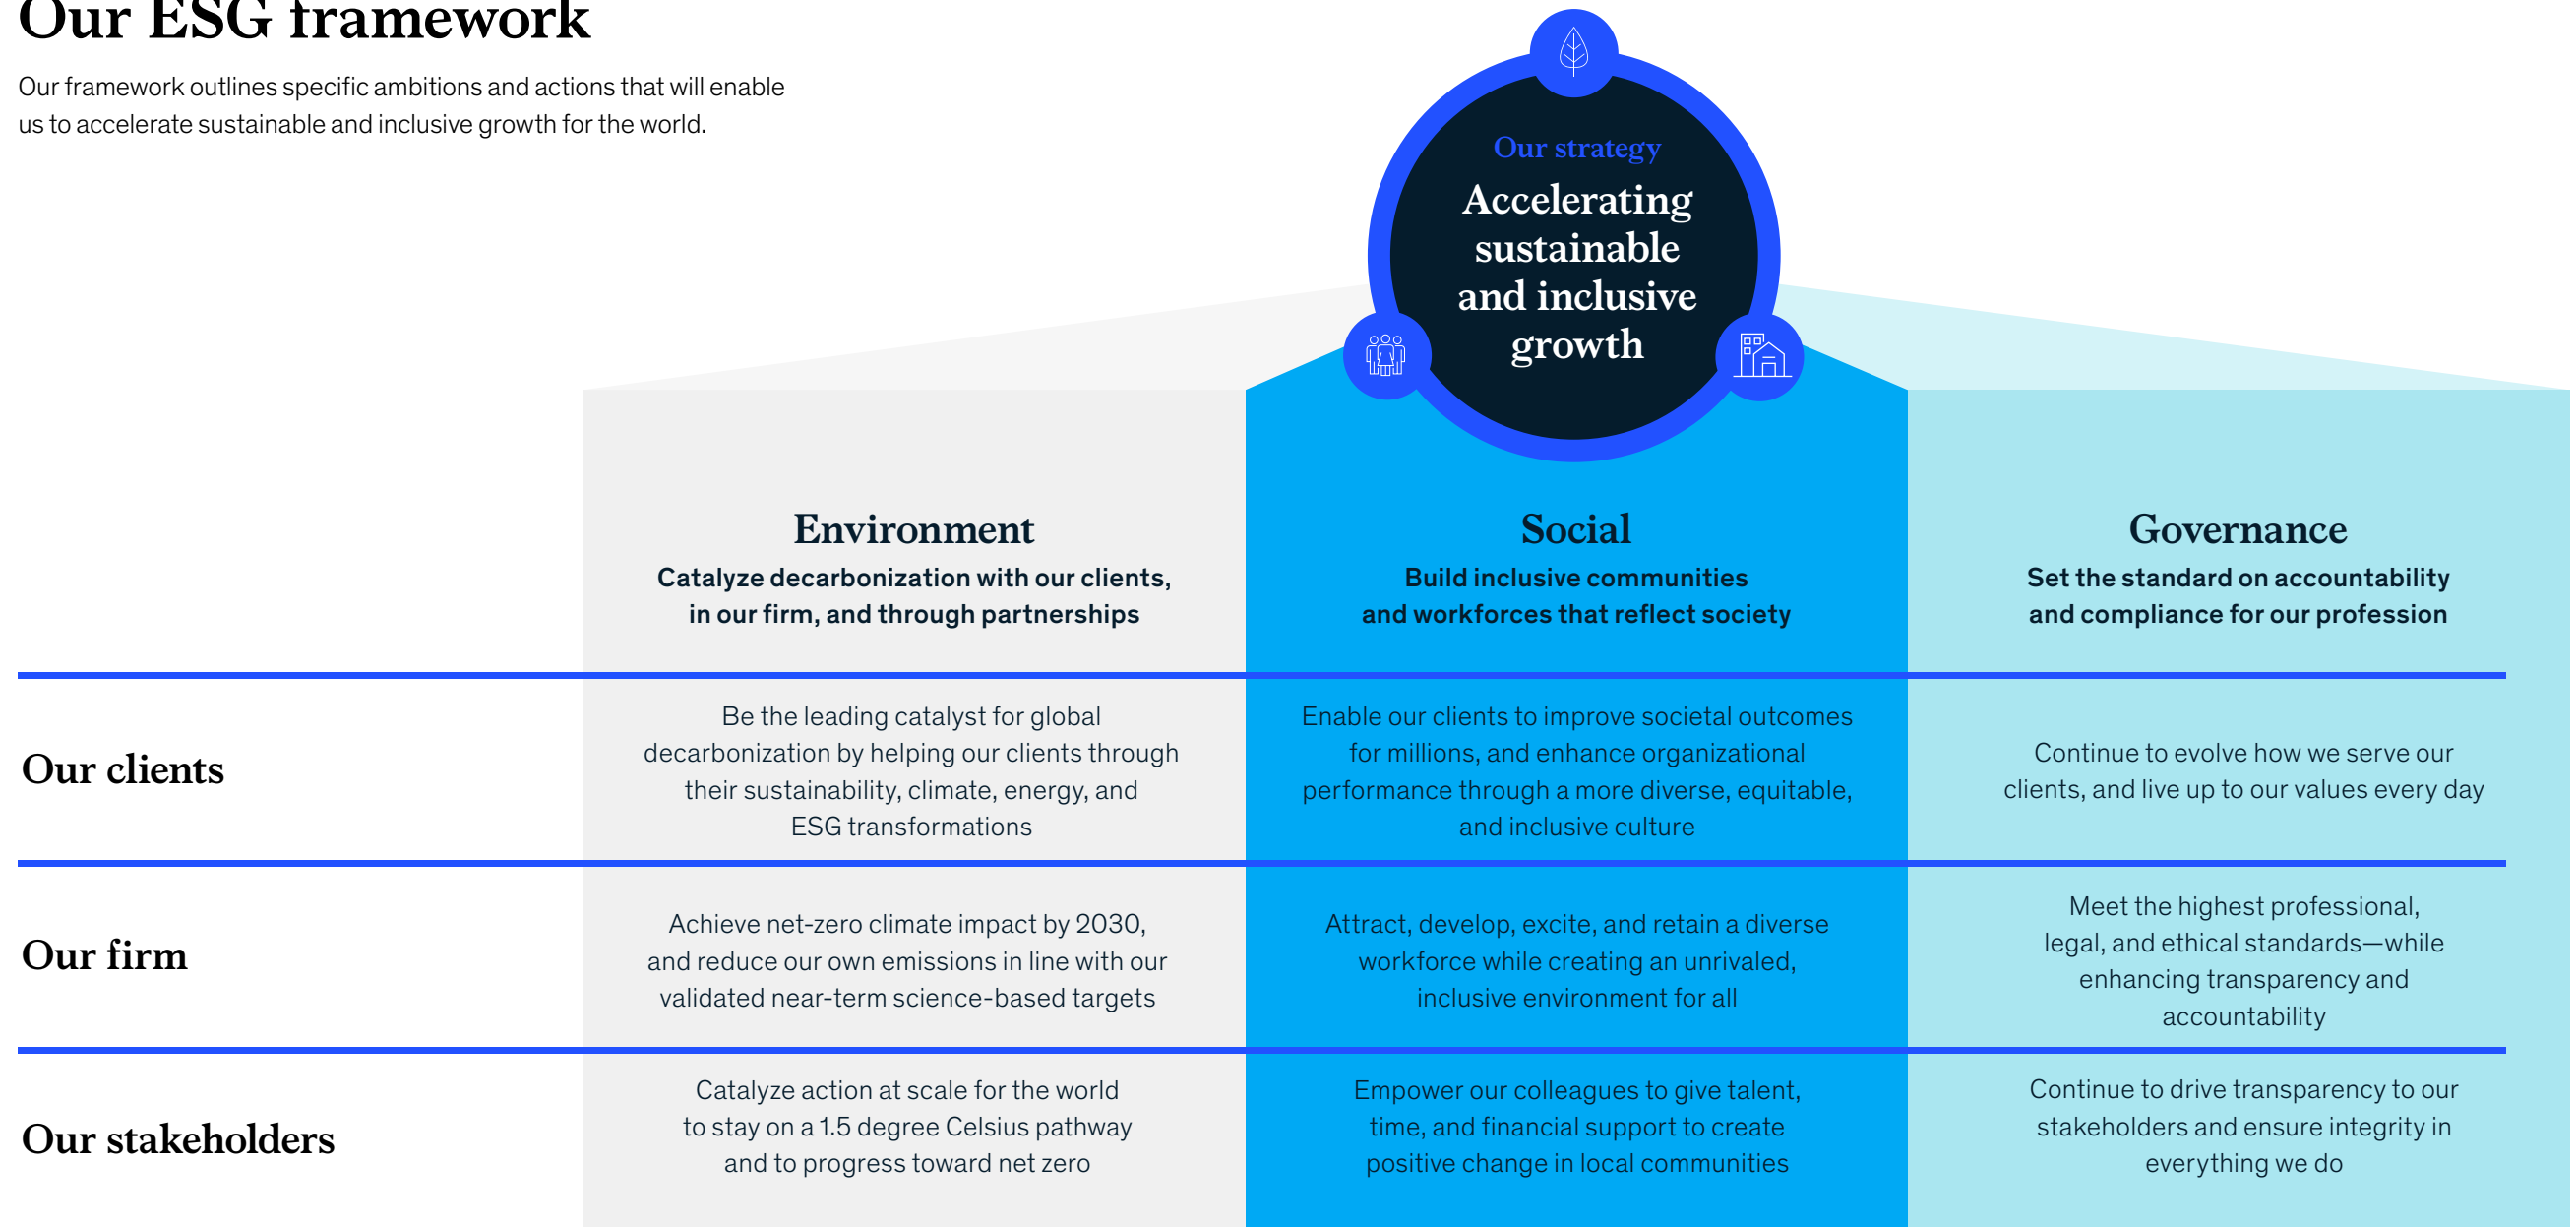 Our ESG framework
Our framework outlines specific ambitions and actions that will enable
us to accelerate sustainable and inclusive growth for the world.
Our strategy
Accelerating
sustainable
and inclusive
growth
Environment
Catalyze decarbonization with our clients,
in our firm, and through partnerships
Social
Build inclusive communities
and workforces that reflect society
Governance
Set the standard on accountability
and compliance for our profession
Our clients
Be the leading catalyst for global
decarbonization by helping our clients through
their sustainability, climate, energy, and
ESG transformations
Enable our clients to improve societal outcomes
for millions, and enhance organizational
performance through a more diverse, equitable,
and inclusive culture
Continue to evolve how we serve our
clients, and live up to our values every day
Our firm
Achieve net-zero climate impact by 2030,
and reduce our own emissions in line with our
validated near-term science-based targets
Attract, develop, excite, and retain a diverse
workforce while creating an unrivaled,
inclusive environment for all
Meet the highest professional,
legal, and ethical standards—while
enhancing transparency and
accountability
Our stakeholders
Catalyze action at scale for the world
to stay on a 1.5 degree Celsius pathway
and to progress toward net zero
Empower our colleagues to give talent,
time, and financial support to create
positive change in local communities
Continue to drive transparency to our
stakeholders and ensure integrity in
everything we do